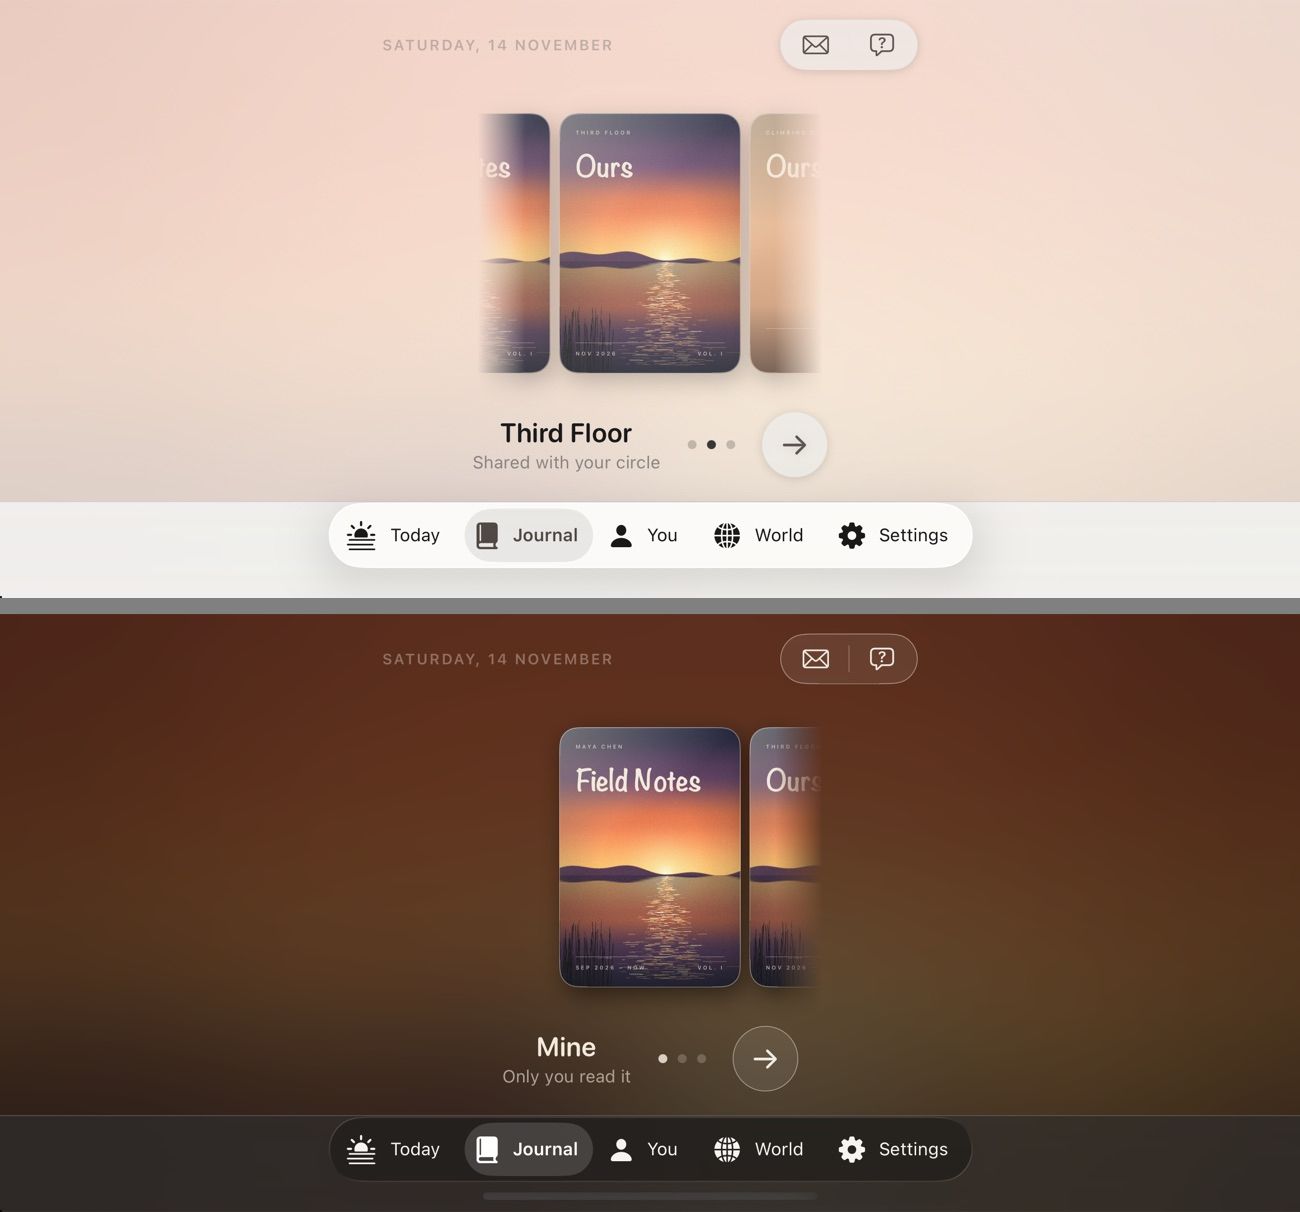 SATURDAY, 14 NOVEMBER
tes
VOL. I
THIRD FLOOR
Ours
NOV 2026
VOL. I
Ours
Third Floor
Shared with your circle
Today
Journal
You
World
Settings
SATURDAY, 14 NOVEMBER
MAYA CHEN
Field Notes
SEP 2026 – NOW
VOL. I
THIRD FLOOR
Ours
NOV 2026
Mine
Only you read it
Today
Journal
You
World
Settings